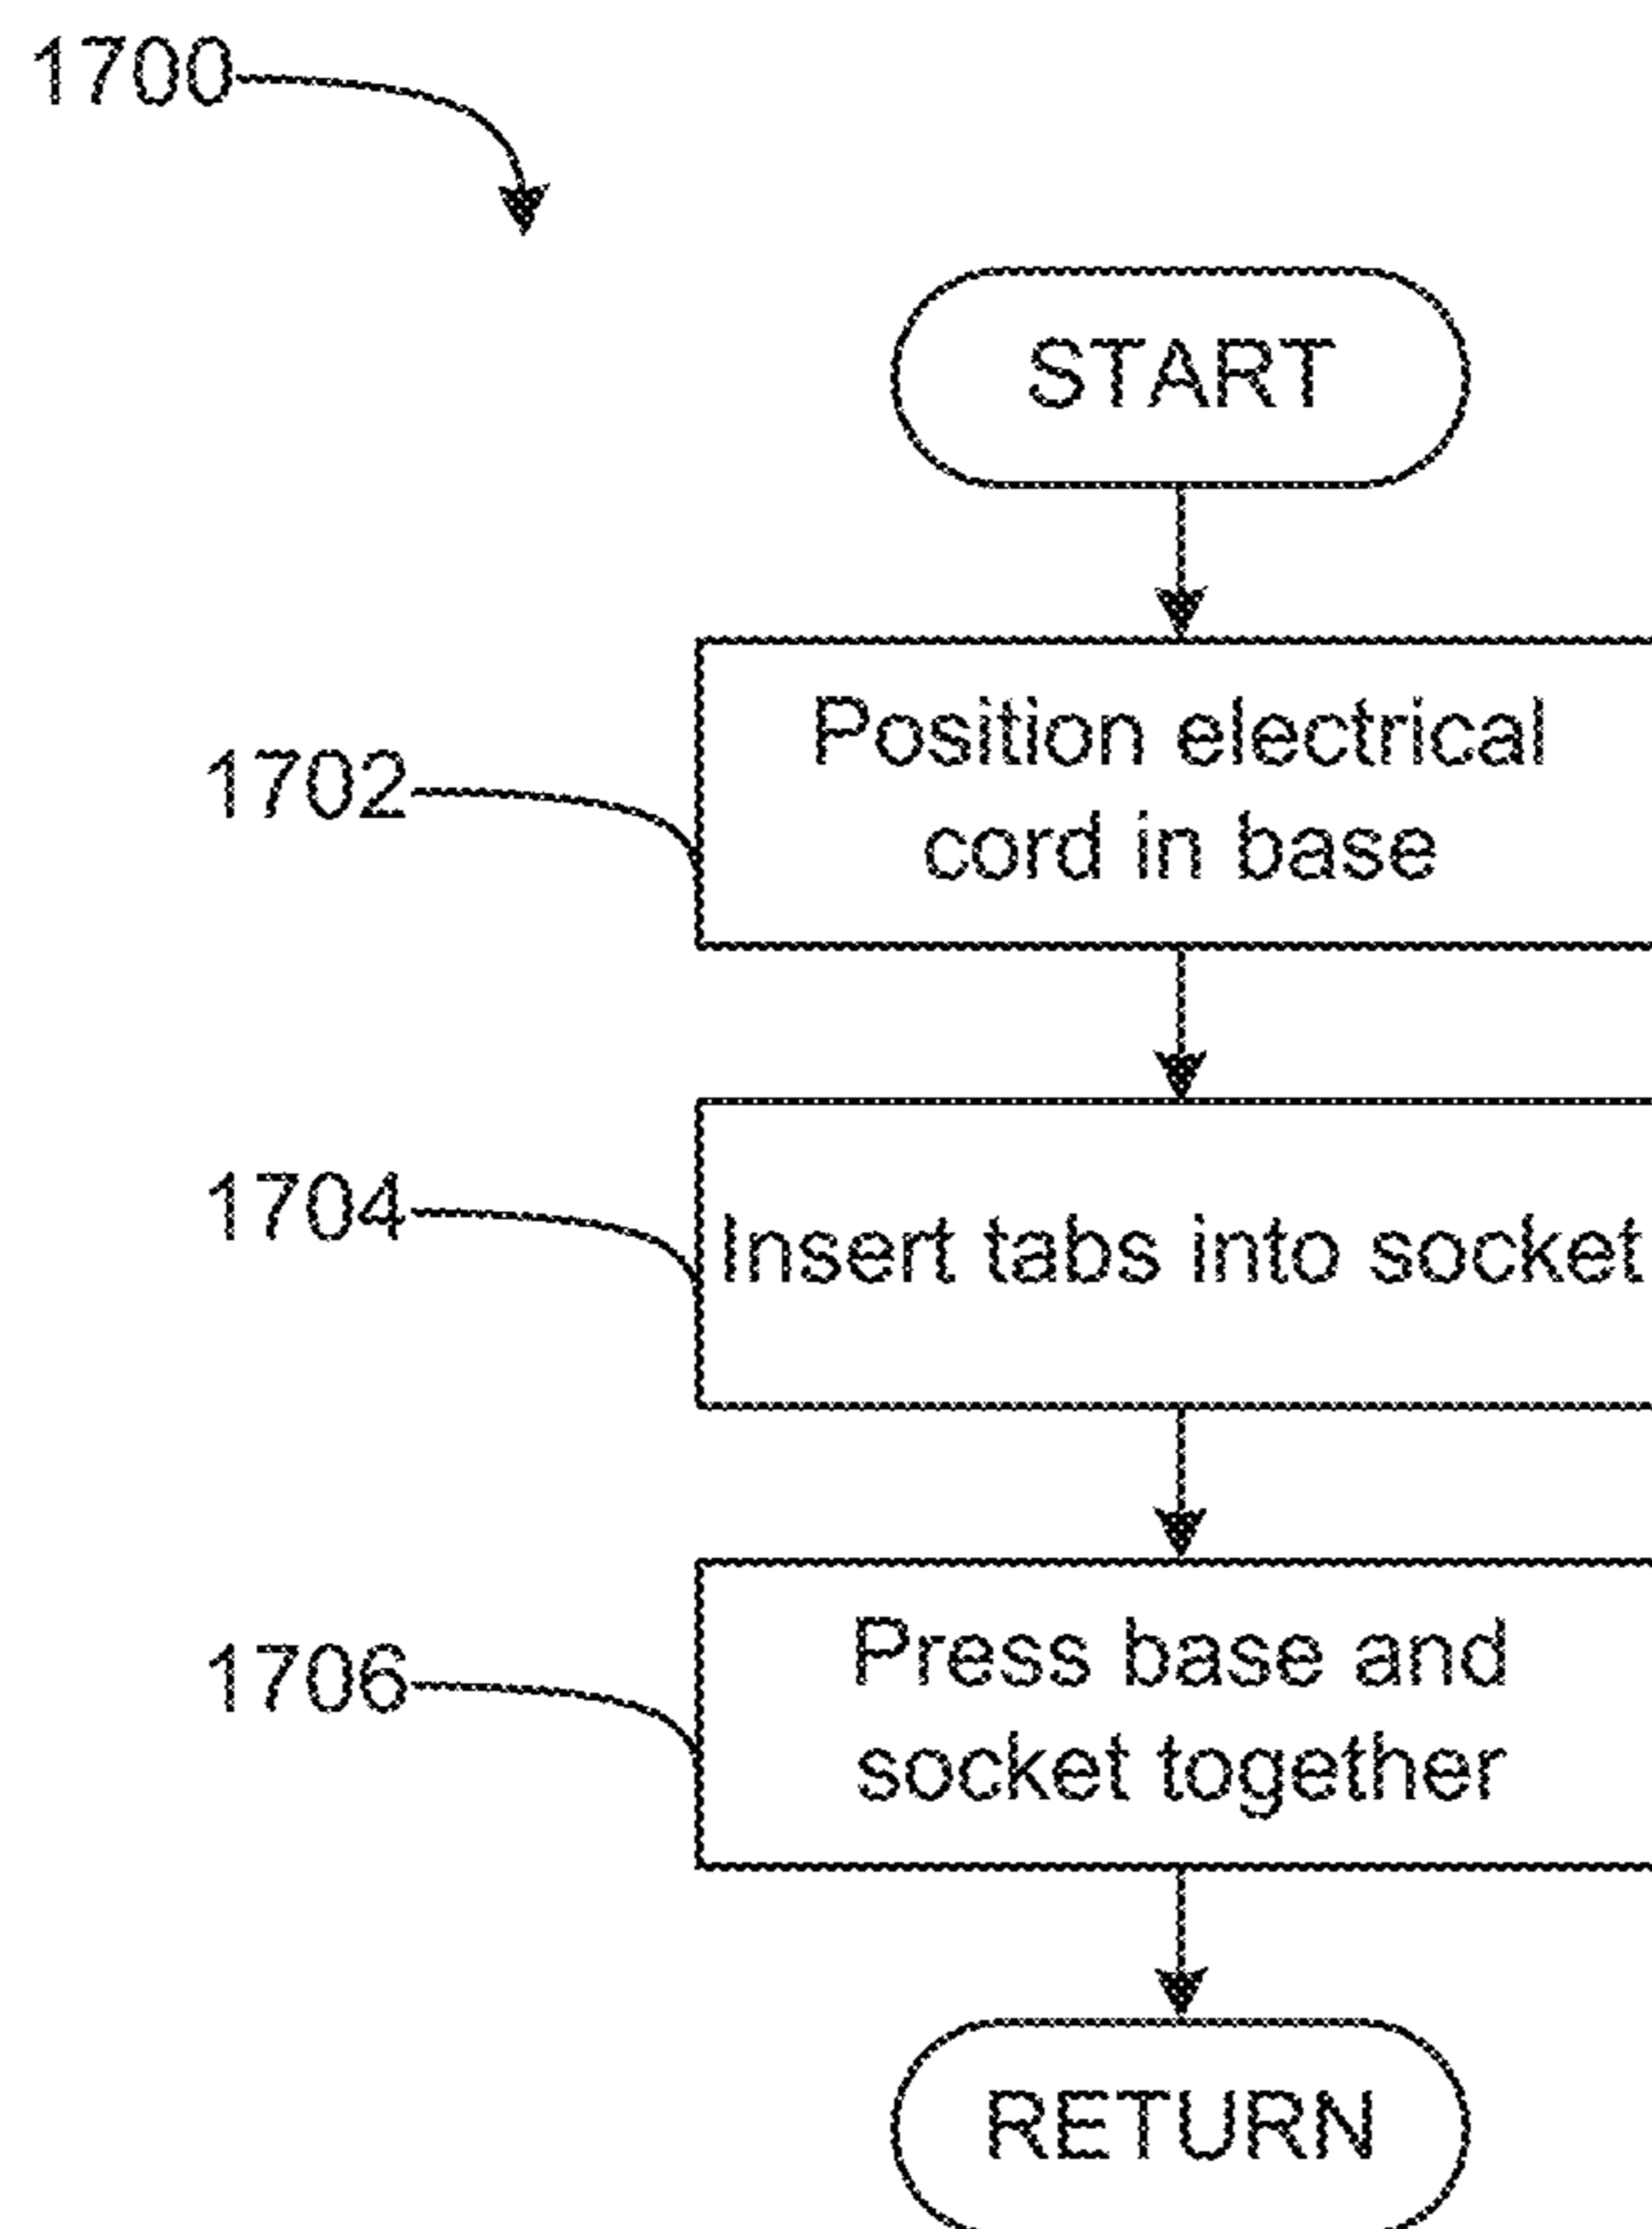 1700
START
1702
Position electrical
cord in base
1704
Insert tabs into socket
1706
Press base and
socket together
RETURN